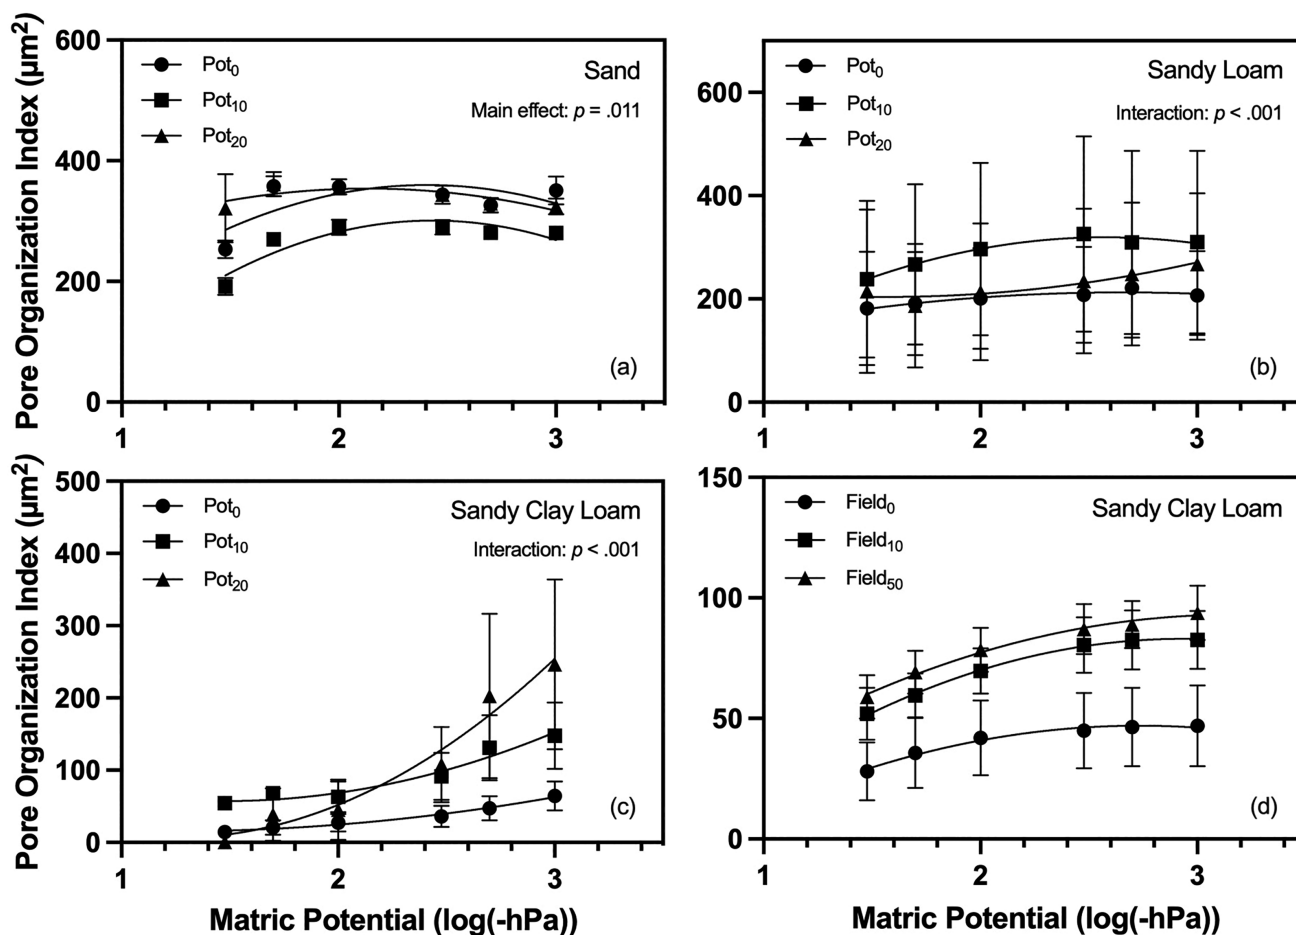 Pore Organization Index (µm²)
600
400
200
0
Pot₀
Pot₁₀
Pot₂₀
Sand
Main effect: p = .011
(a)
1
2
3
600
400
200
0
Pot₀
Pot₁₀
Pot₂₀
Sandy Loam
Interaction: p < .001
(b)
1
2
3
Pore Organization Index (µm²)
500
400
300
200
100
0
Pot₀
Pot₁₀
Pot₂₀
Sandy Clay Loam
Interaction: p < .001
(c)
1
2
3
Matric Potential (log(-hPa))
150
100
50
0
Field₀
Field₁₀
Field₅₀
Sandy Clay Loam
(d)
1
2
3
Matric Potential (log(-hPa))